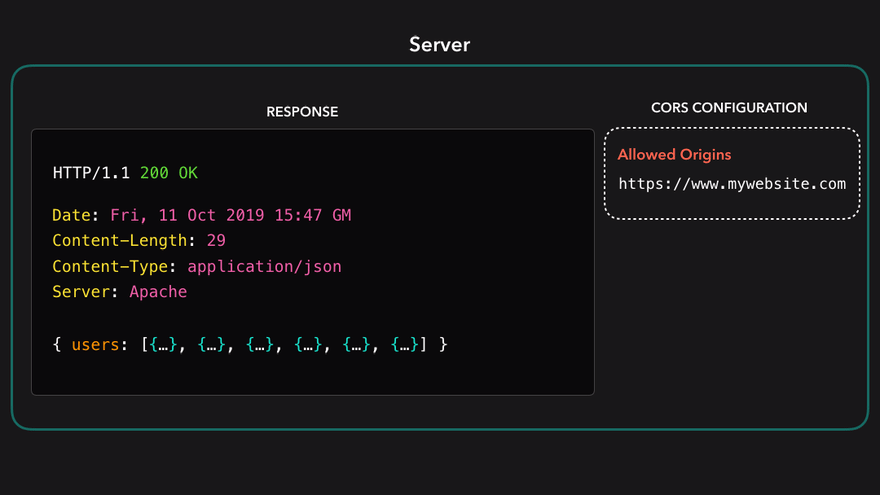 Server
RESPONSE
HTTP/1.1 200 OK
Date: Fri, 11 Oct 2019 15:47 GM
Content-Length: 29
Content-Type: application/json
Server: Apache
{ users: [{…}, {…}, {…}, {…}, {…}, {…}] }
CORS CONFIGURATION
Allowed Origins
https://www.mywebsite.com